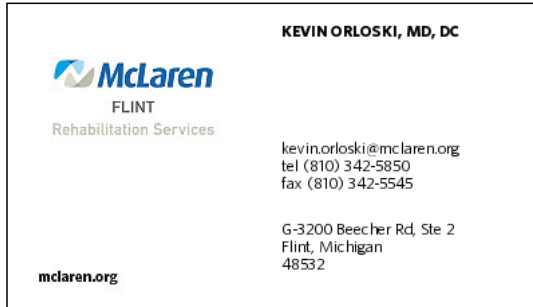 KEVIN ORLOSKI, MD, DC
McLaren
FLINT
Rehabilitation Services
kevin.orloski@mclaren.org
tel (810) 342-5850
fax (810) 342-5545
G-3200 Beecher Rd, Ste 2
Flint, Michigan
48532
mclaren.org